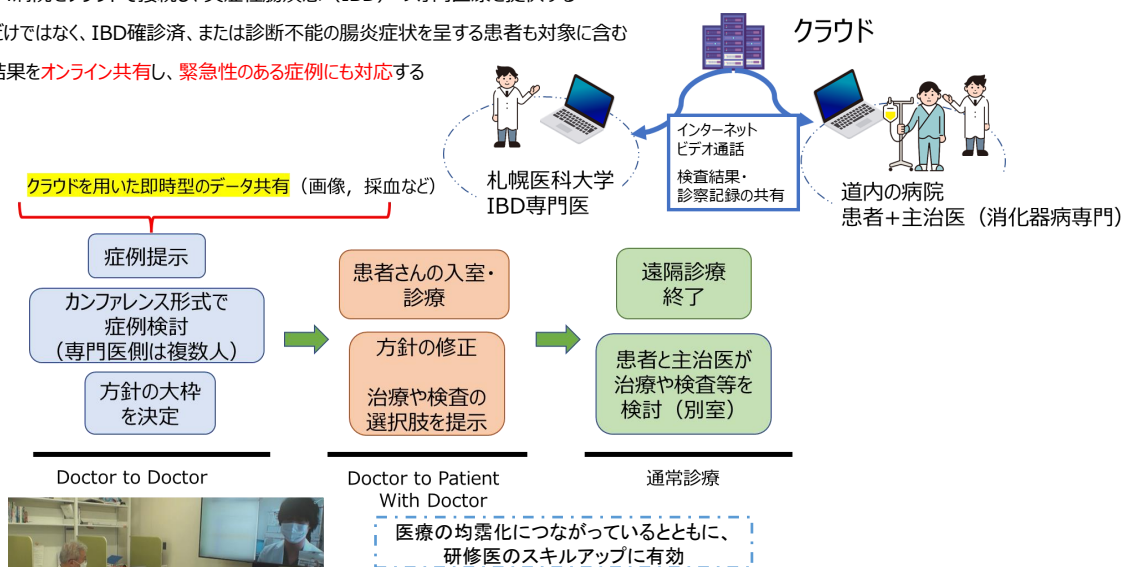 だけではなく、IBD確診済、または診断不能の腸炎症状を呈する患者も対象に含む
結果をオンライン共有し、緊急性のある症例にも対応する
クラウド
インターネット
ビデオ通話
検査結果・
診察記録の共有
札幌医科大学
IBD専門医
道内の病院
患者+主治医（消化器病専門）
クラウドを用いた即時型のデータ共有（画像，採血など）
症例提示
カンファレンス形式で
症例検討
（専門医側は複数人）
方針の大枠
を決定
患者さんの入室・
診療
方針の修正
治療や検査の
選択肢を提示
遠隔診療
終了
患者と主治医が
治療や検査等を
検討（別室）
Doctor to Doctor
Doctor to Patient
With Doctor
通常診療
医療の均霑化につながっているとともに、
研修医のスキルアップに有効